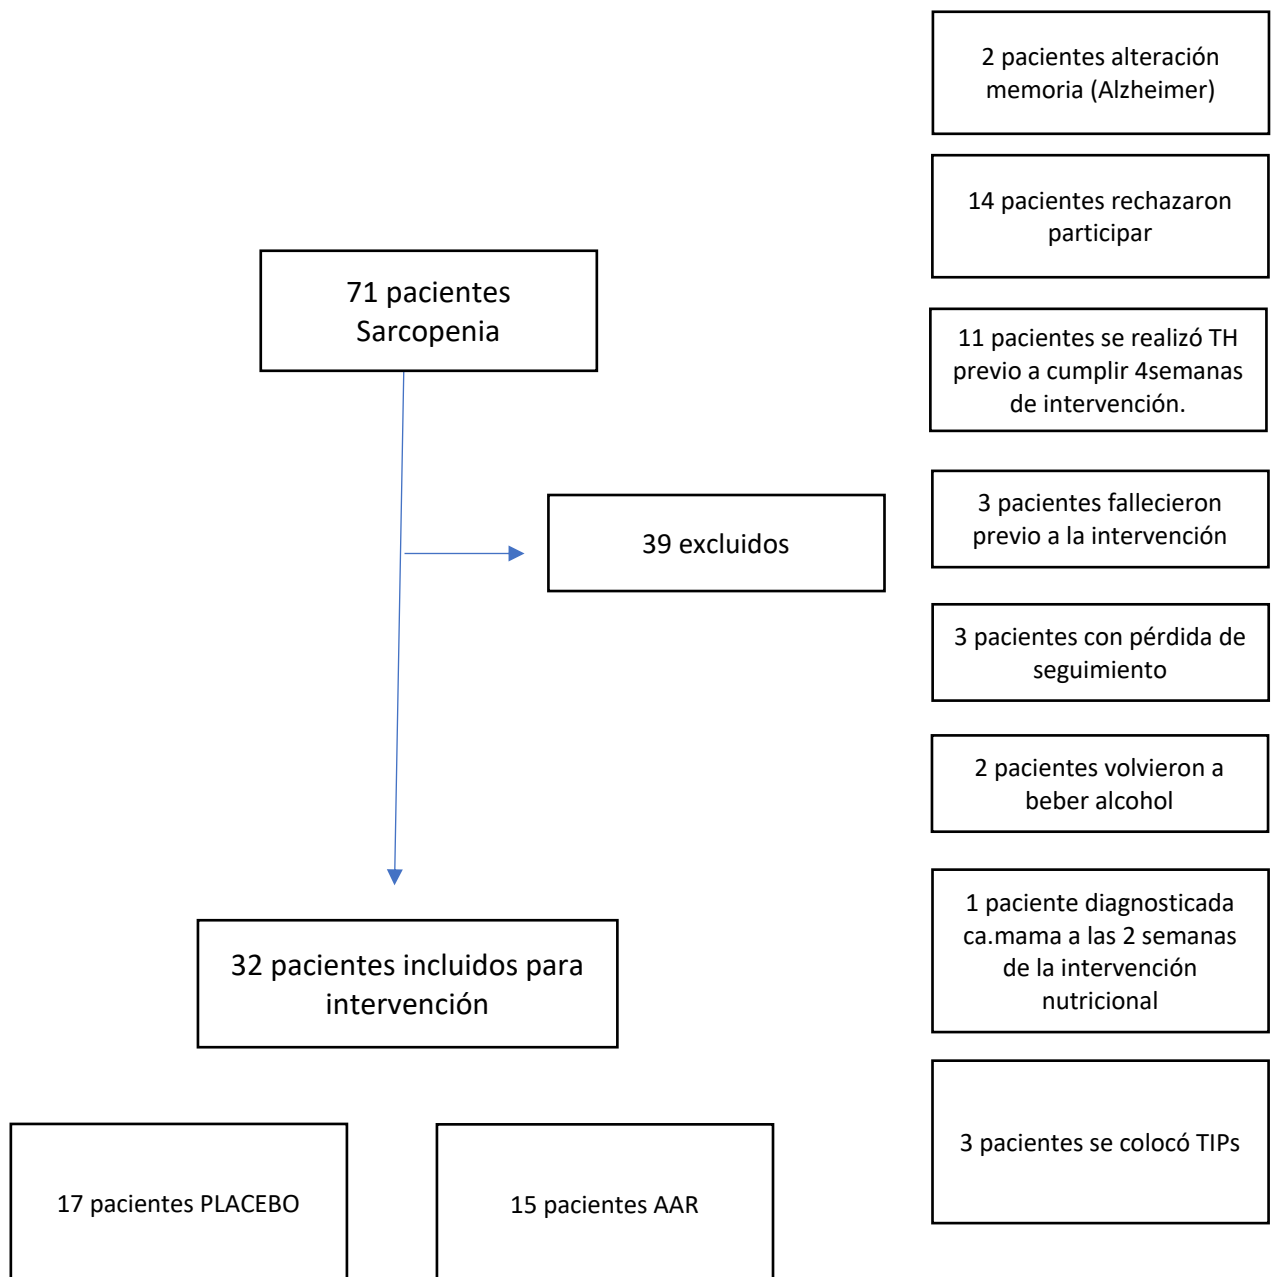 71 pacientes
Sarcopenia
39 excluidos
32 pacientes incluidos para
intervención
17 pacientes PLACEBO
15 pacientes AAR
2 pacientes alteración
memoria (Alzheimer)
14 pacientes rechazaron
participar
11 pacientes se realizó TH
previo a cumplir 4semanas
de intervención.
3 pacientes fallecieron
previo a la intervención
3 pacientes con pérdida de
seguimiento
2 pacientes volvieron a
beber alcohol
1 paciente diagnosticada
ca.mama a las 2 semanas
de la intervención
nutricional
3 pacientes se colocó TIPs